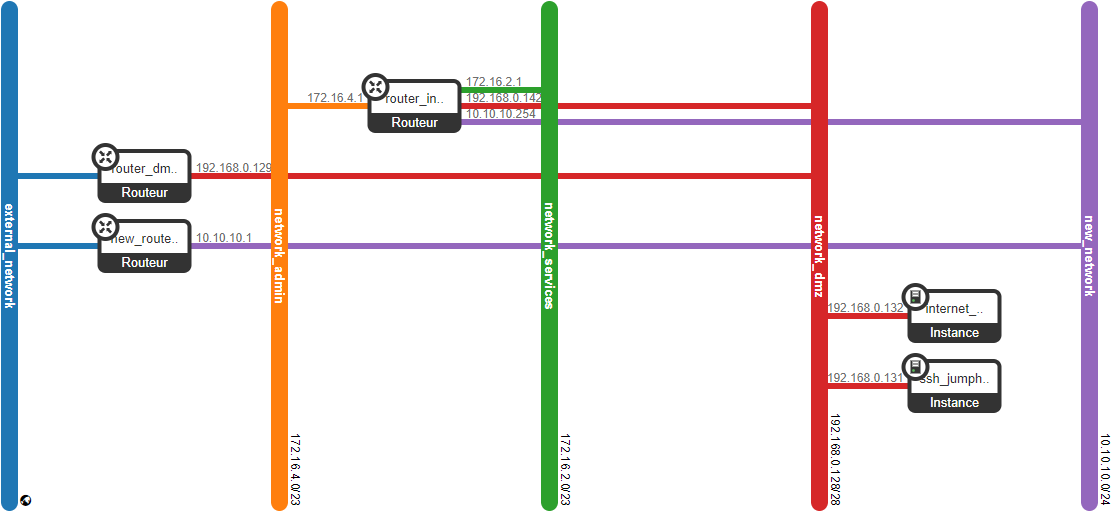 172.16.2.1
172.16.4.1
router_in..
192.168.0.142
10.10.10.254
Routeur
router_dm..
192.168.0.129
Routeur
new_route..
10.10.10.1
Routeur
external_network
network_admin
network_services
network_dmz
new_network
192.168.0.132
internet_..
Instance
192.168.0.131
ssh_jumph..
Instance
172.16.4.0/23
172.16.2.0/23
192.168.0.128/28
10.10.10.0/24